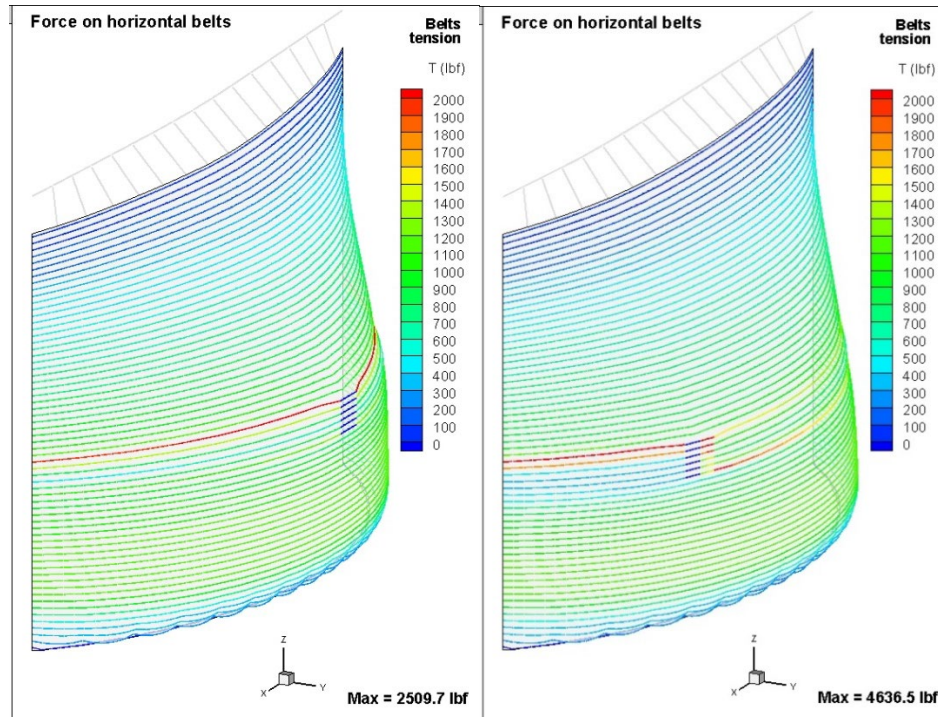 Force on horizontal belts
Belts
tension
T (lbf)
2000
1900
1800
1700
1600
1500
1400
1300
1200
1100
1000
900
800
700
600
500
400
300
200
100
0
Z
X
Y
Max = 2509.7 lbf
Force on horizontal belts
Belts
tension
T (lbf)
2000
1900
1800
1700
1600
1500
1400
1300
1200
1100
1000
900
800
700
600
500
400
300
200
100
0
Z
X
Y
Max = 4636.5 lbf